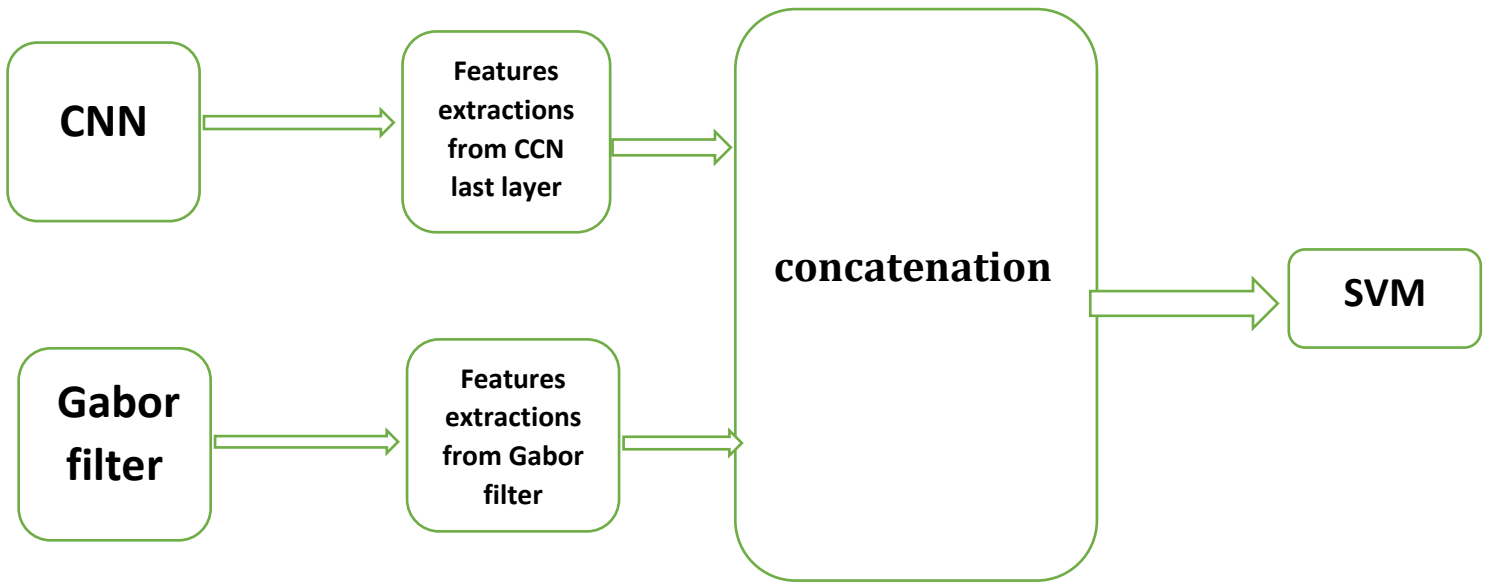 CNN
Features
extractions
from CCN
last layer
Gabor
filter
Features
extractions
from Gabor
filter
concatenation
SVM